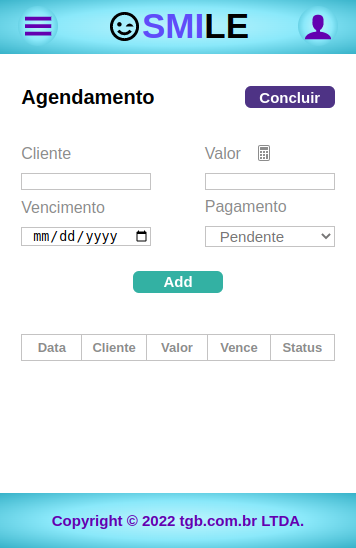 SMILE
Agendamento
Concluir
Cliente
Valor
Vencimento
Pagamento
mm/dd/yyyy
Pendente
Add
Data Cliente Valor Vence Status
Copyright © 2022 tgb.com.br LTDA.